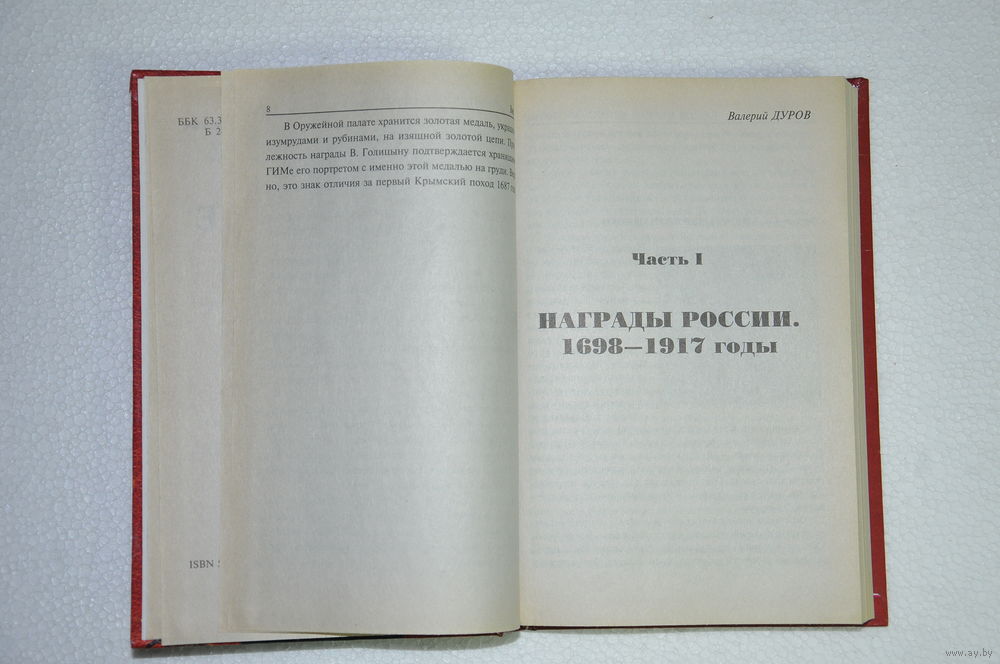 ББК 63.3
Б 2
ISBN 5
8
В Оружейной палате хранится золотая медаль,
изумрудами и рубинами, на изящной золотой цепи.
лежность награды В. Голицыну подтверждается
ГИМе его портретом с именно этой медалью на груди.
но, это знак отличия за первый Крымский поход 1687
Валерий ДУРОВ
Часть I
НАГРАДЫ РОССИИ.
1698—1917 годы
www.ay.by